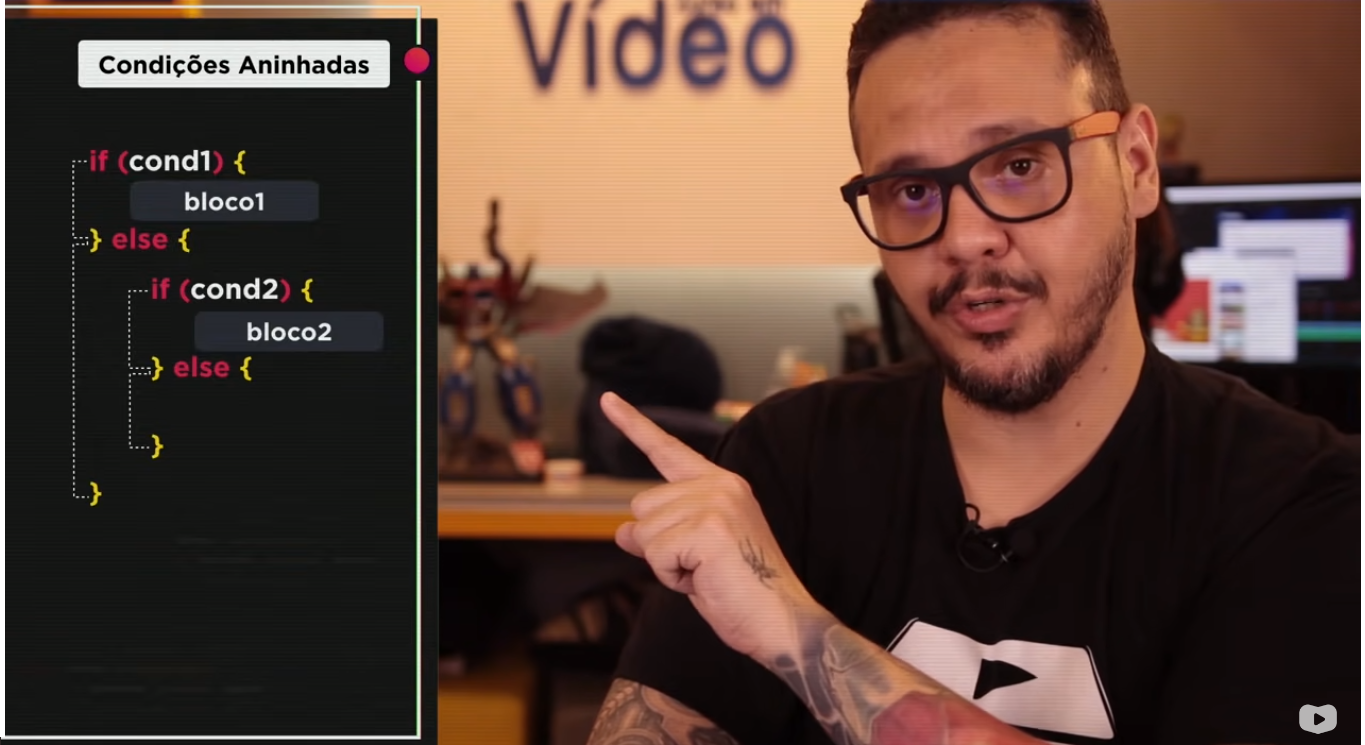 Vídeo
Condições Aninhadas
if (cond1) {
bloco1
} else {
if (cond2) {
bloco2
} else {
}
}